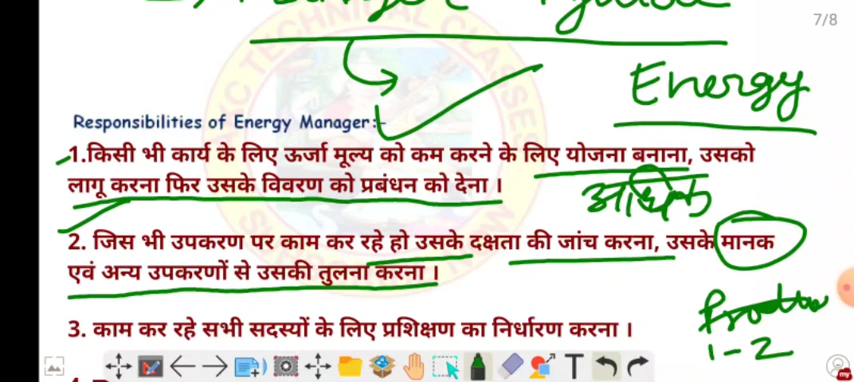 7/8
Energy
Responsibilities of Energy Manager:-
1.किसी भी कार्य के लिए ऊर्जा मूल्य को कम करने के लिए योजना बनाना, उसको
लागू करना फिर उसके विवरण को प्रबंधन को देना ।
2. जिस भी उपकरण पर काम कर रहे हो उसके दक्षता की जांच करना, उसके मानक
एवं अन्य उपकरणों से उसकी तुलना करना ।
3. काम कर रहे सभी सदस्यों के लिए प्रशिक्षण का निर्धारण करना ।
1-2
T